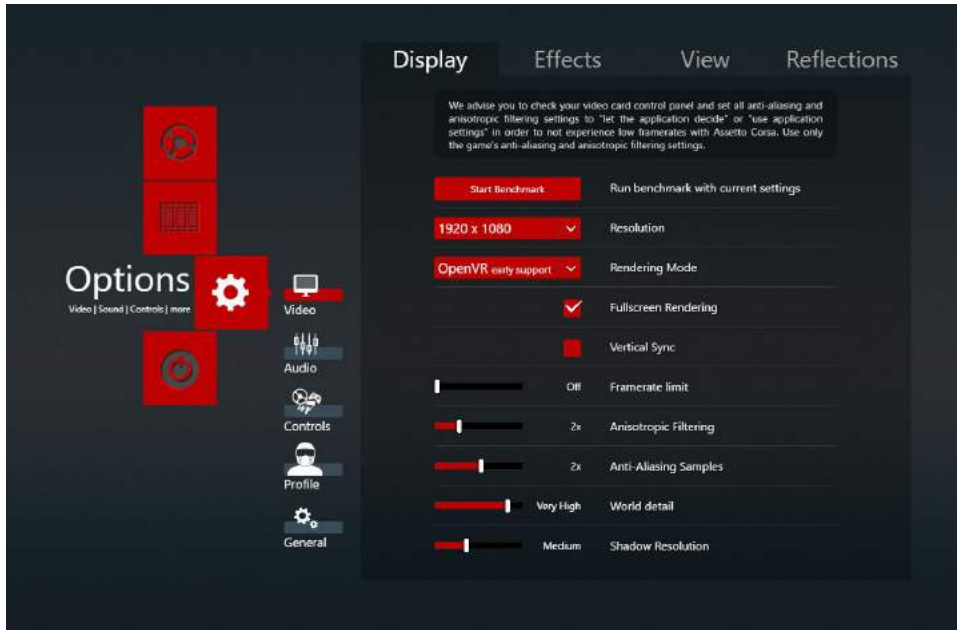 Display
Effects
View
Reflections
We advise you to check your video card control panel and set all anti-aliasing and
anisotropic filtering settings to "let the application decide" or "use application
settings" in order to not experience low framerates with Assetto Corsa. Use only
the game's anti-aliasing and anisotropic filtering settings.
Start Benchmark
Run benchmark with current settings
1920 x 1080
Resolution
OpenVR early support
Rendering Mode
Fullscreen Rendering
Vertical Sync
Off
Framerate limit
2x
Anisotropic Filtering
2x
Anti-Aliasing Samples
Very High
World detail
Medium
Shadow Resolution
Options
Video | Sound | Controls | more
Video
Audio
Controls
Profile
General